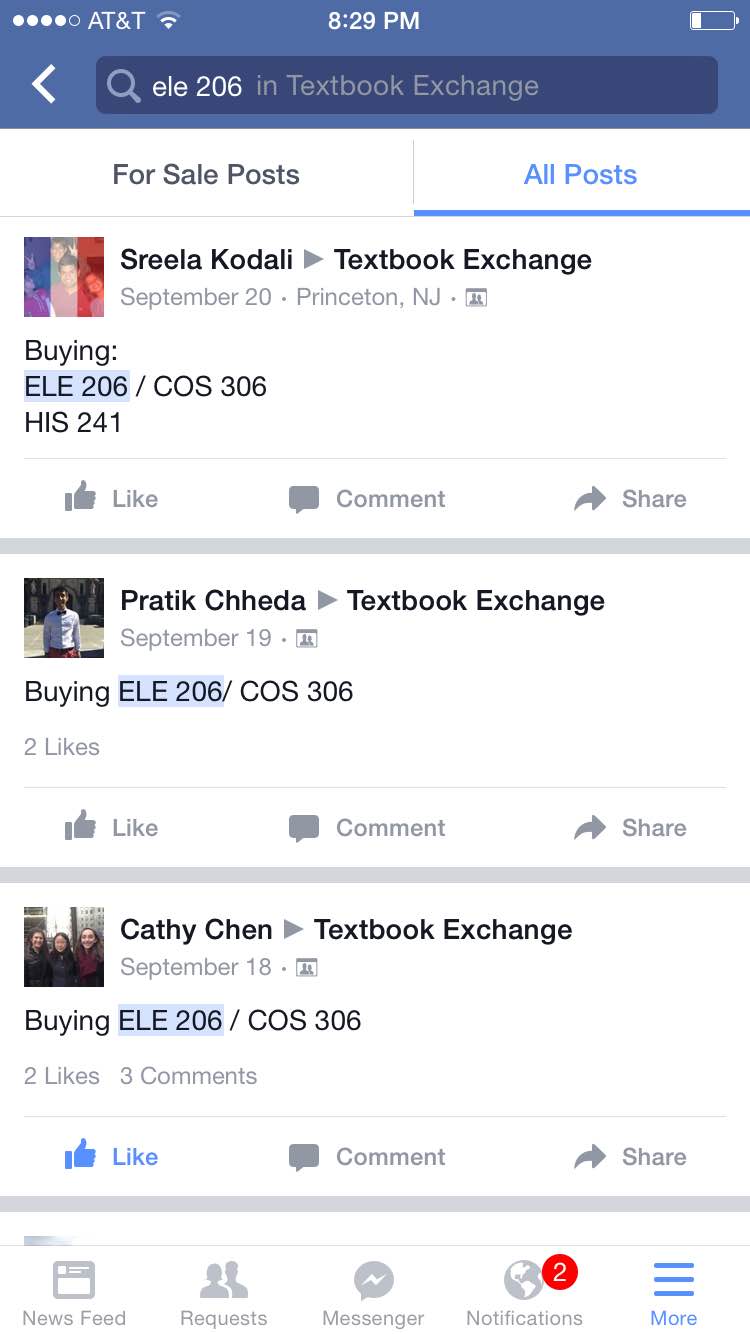 AT&T 8:29 PM
ele 206 in Textbook Exchange
For Sale Posts All Posts
Sreela Kodali ▶ Textbook Exchange
September 20 · Princeton, NJ ·
Buying:
ELE 206 / COS 306
HIS 241
Like Comment Share
Pratik Chheda ▶ Textbook Exchange
September 19 ·
Buying ELE 206/ COS 306
2 Likes
Like Comment Share
Cathy Chen ▶ Textbook Exchange
September 18 ·
Buying ELE 206 / COS 306
2 Likes 3 Comments
Like Comment Share
2
News Feed Requests Messenger Notifications More